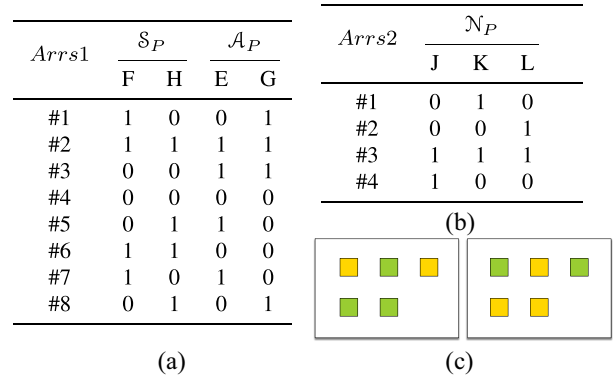 Arrs1 𝒮P 𝒜P
F H E G
#1 1 0 0 1
#2 1 1 1 1
#3 0 0 1 1
#4 0 0 0 0
#5 0 1 1 0
#6 1 1 0 0
#7 1 0 1 0
#8 0 1 0 1
(a)
Arrs2 𝒩P
J K L
#1 0 1 0
#2 0 0 1
#3 1 1 1
#4 1 0 0
(b)
(c)